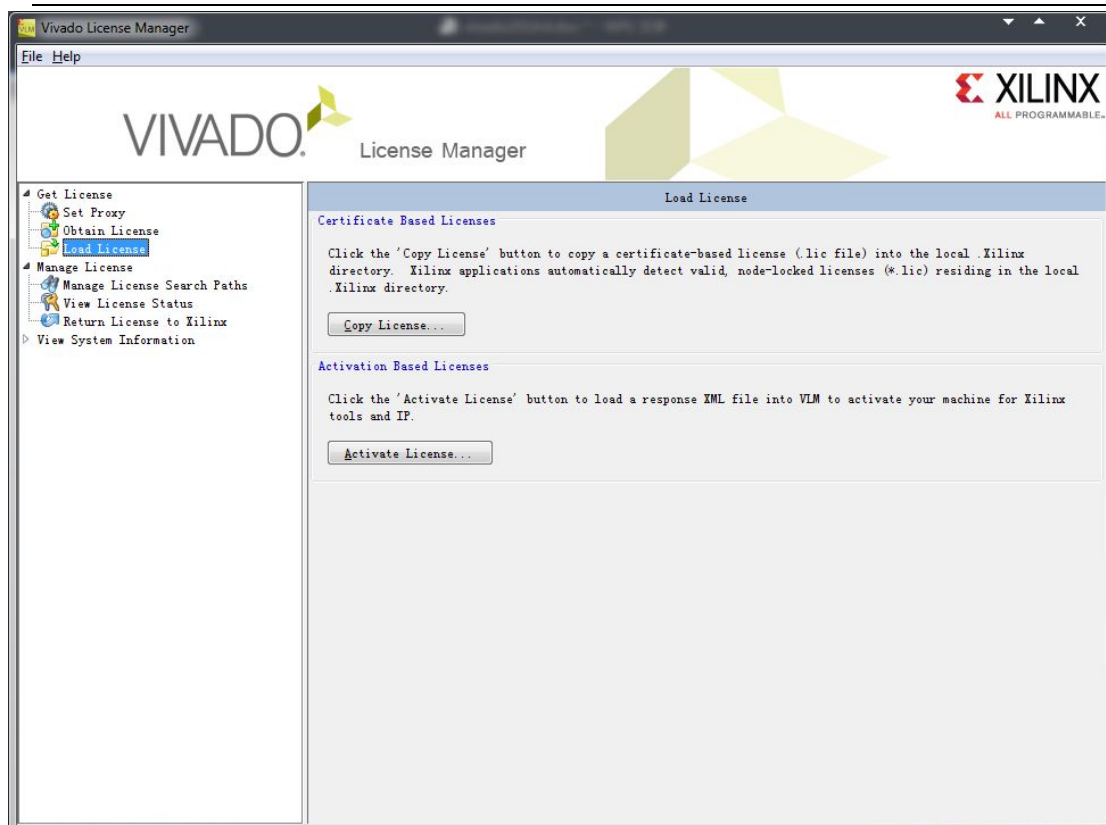 Vivado License Manager
File Help
VIVADO.
License Manager
XILINX
ALL PROGRAMMABLE™
Get License
Set Proxy
Obtain License
Load License
Manage License
Manage License Search Paths
View License Status
Return License to Xilinx
View System Information
Load License
Certificate Based Licenses
Click the 'Copy License' button to copy a certificate-based license (.lic file) into the local .Xilinx
directory. Xilinx applications automatically detect valid, node-locked licenses (*.lic) residing in the local
.Xilinx directory.
Copy License...
Activation Based Licenses
Click the 'Activate License' button to load a response XML file into VLM to activate your machine for Xilinx
tools and IP.
Activate License...